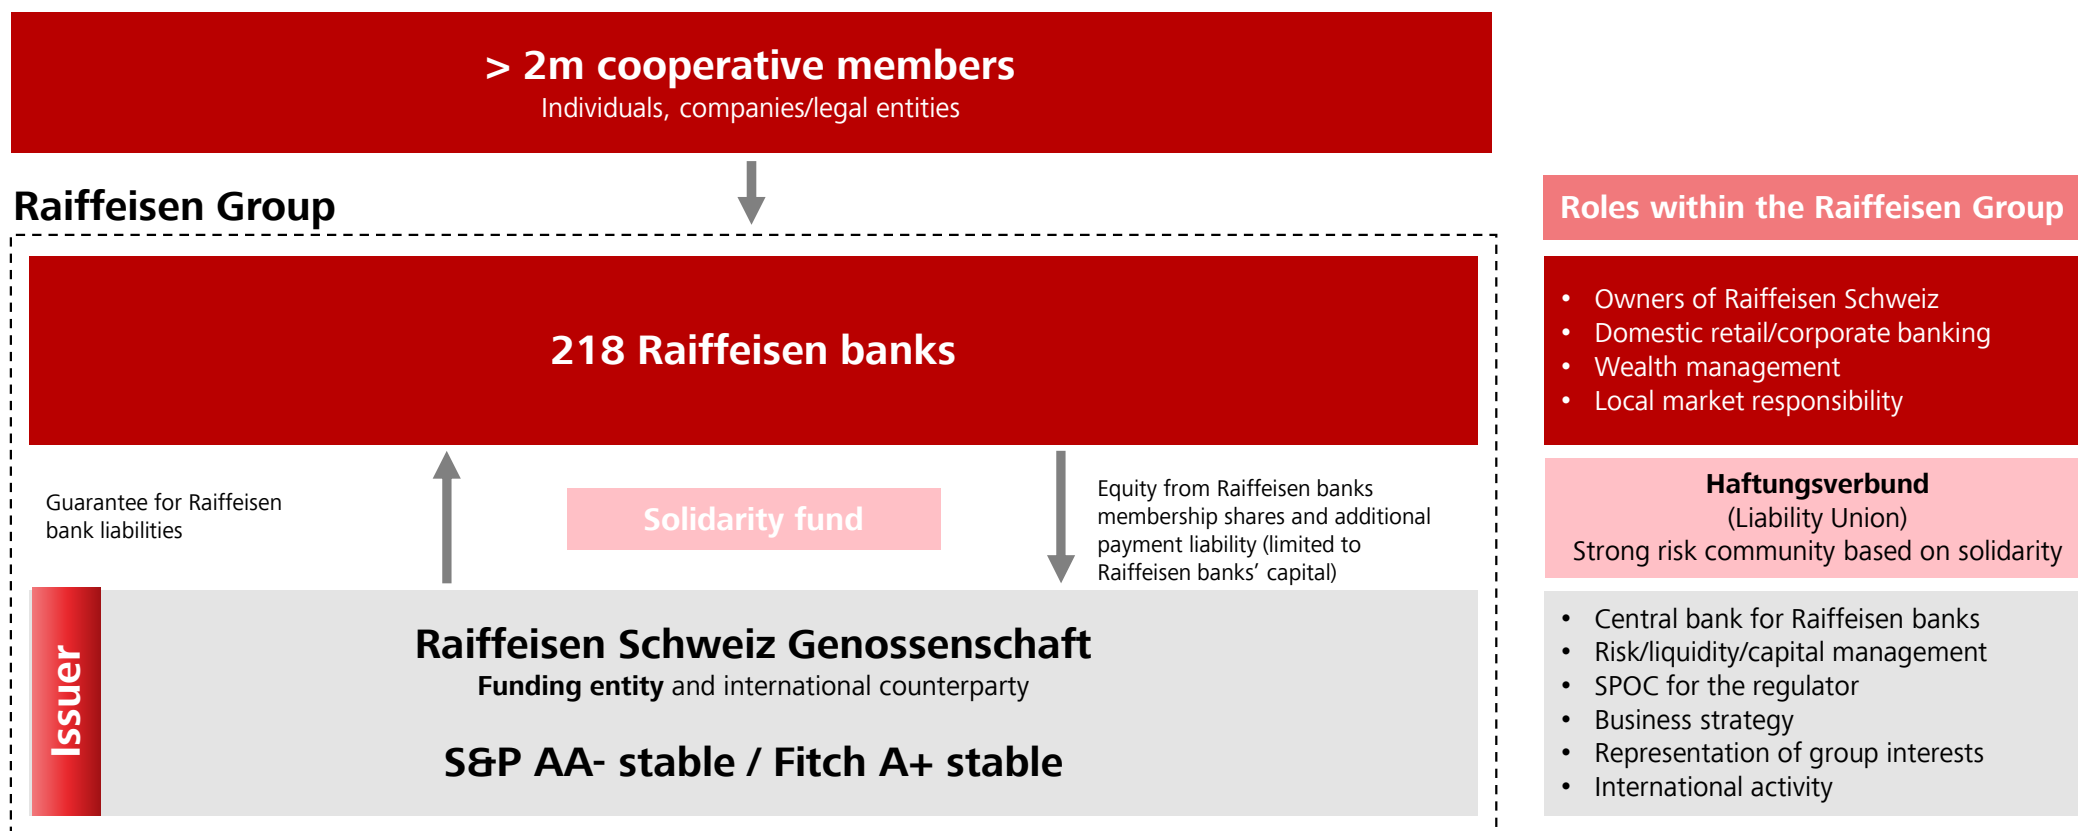 > 2m cooperative members
Individuals, companies/legal entities
Raiffeisen Group
218 Raiffeisen banks
Guarantee for Raiffeisen
bank liabilities
Solidarity fund
Equity from Raiffeisen banks
membership shares and additional
payment liability (limited to
Raiffeisen banks’ capital)
Issuer
Raiffeisen Schweiz Genossenschaft
Funding entity and international counterparty
S&P AA- stable / Fitch A+ stable
Roles within the Raiffeisen Group
• Owners of Raiffeisen Schweiz
• Domestic retail/corporate banking
• Wealth management
• Local market responsibility
Haftungsverbund
(Liability Union)
Strong risk community based on solidarity
• Central bank for Raiffeisen banks
• Risk/liquidity/capital management
• SPOC for the regulator
• Business strategy
• Representation of group interests
• International activity